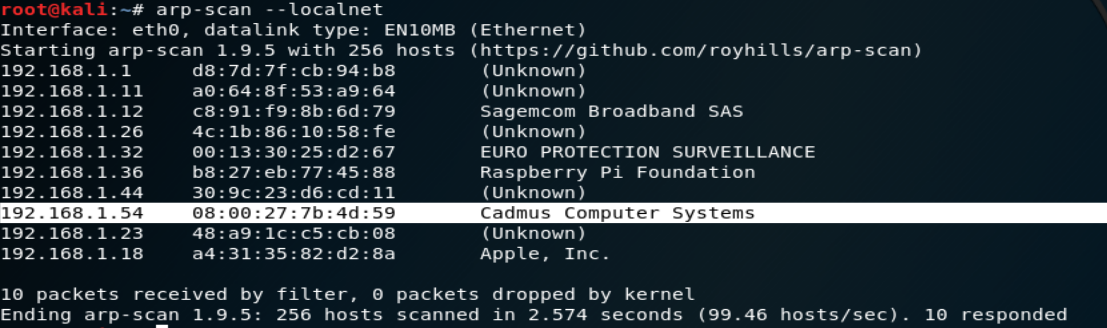 root@kali:~# arp-scan --localnet
Interface: eth0, datalink type: EN10MB (Ethernet)
Starting arp-scan 1.9.5 with 256 hosts (https://github.com/royhills/arp-scan)
192.168.1.1 d8:7d:7f:cb:94:b8 (Unknown)
192.168.1.11 a0:64:8f:53:a9:64 (Unknown)
192.168.1.12 c8:91:f9:8b:6d:79 Sagemcom Broadband SAS
192.168.1.26 4c:1b:86:10:58:fe (Unknown)
192.168.1.32 00:13:30:25:d2:67 EURO PROTECTION SURVEILLANCE
192.168.1.36 b8:27:eb:77:45:88 Raspberry Pi Foundation
192.168.1.44 30:9c:23:d6:cd:11 (Unknown)
192.168.1.54 08:00:27:7b:4d:59 Cadmus Computer Systems
192.168.1.23 48:a9:1c:c5:cb:08 (Unknown)
192.168.1.18 a4:31:35:82:d2:8a Apple, Inc.
10 packets received by filter, 0 packets dropped by kernel
Ending arp-scan 1.9.5: 256 hosts scanned in 2.574 seconds (99.46 hosts/sec). 10 responded